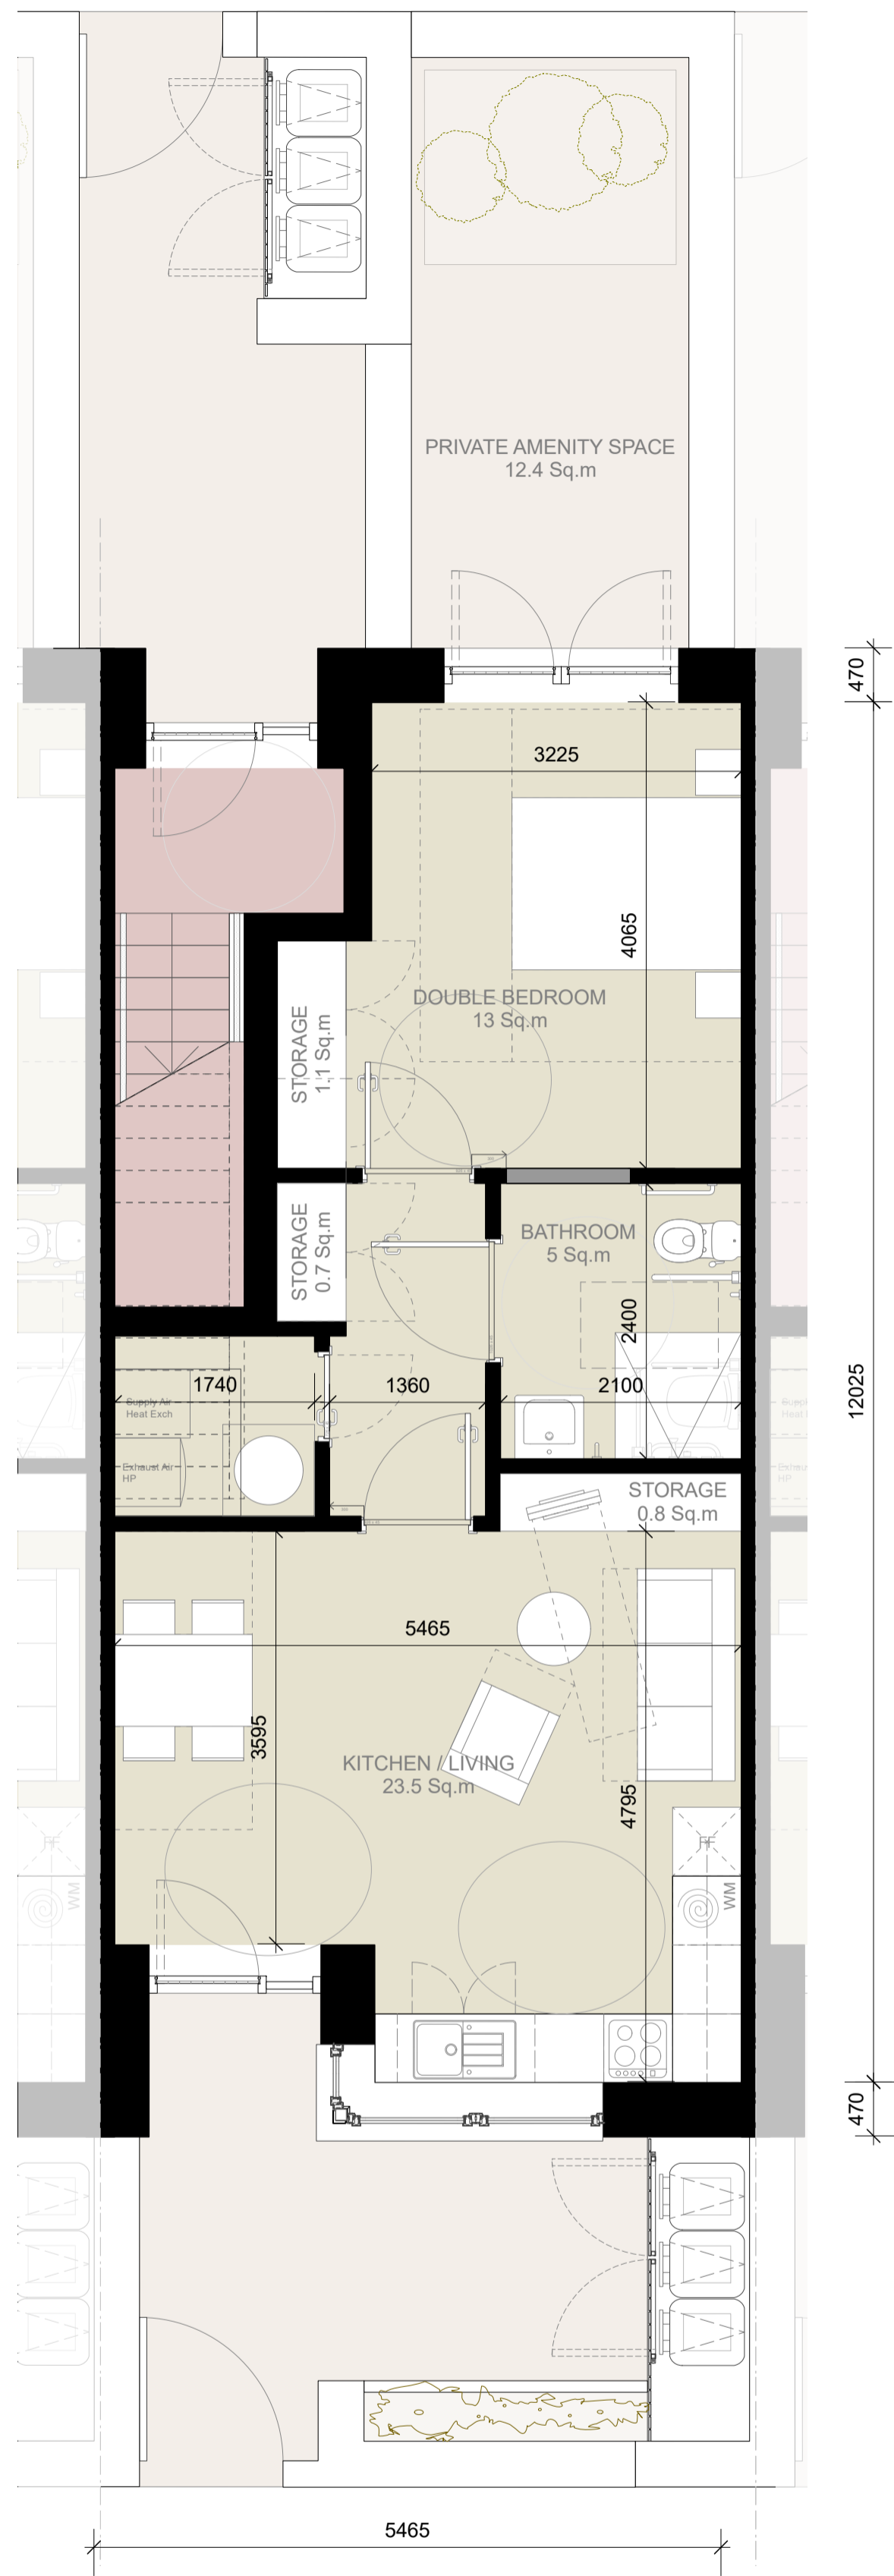 PRIVATE AMENITY SPACE
12.4 Sq.m
470
3225
4065
DOUBLE BEDROOM
13 Sq.m
STORAGE
1.1 Sq.m
STORAGE
0.7 Sq.m
BATHROOM
5 Sq.m
2400
1740
1360
2100
12025
Supply Air
Heat Exch
Exhaust Air
HP
STORAGE
0.8 Sq.m
5465
3595
KITCHEN / LIVING
23.5 Sq.m
4795
WM
WM
470
5465